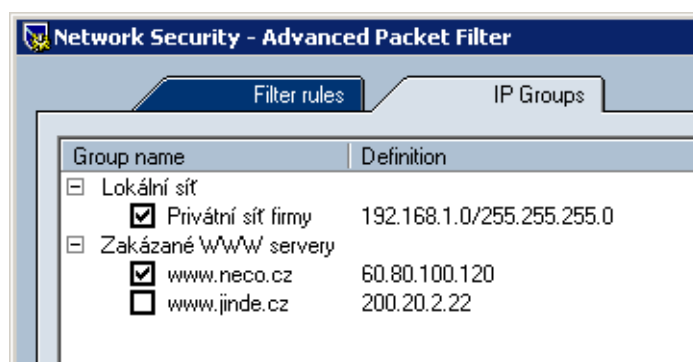 Network Security - Advanced Packet Filter
Filter rules IP Groups
Group name Definition
Lokální síť
Privátní síť firmy 192.168.1.0/255.255.255.0
Zakázané WWW servery
www.neco.cz 60.80.100.120
www.jinde.cz 200.20.2.22